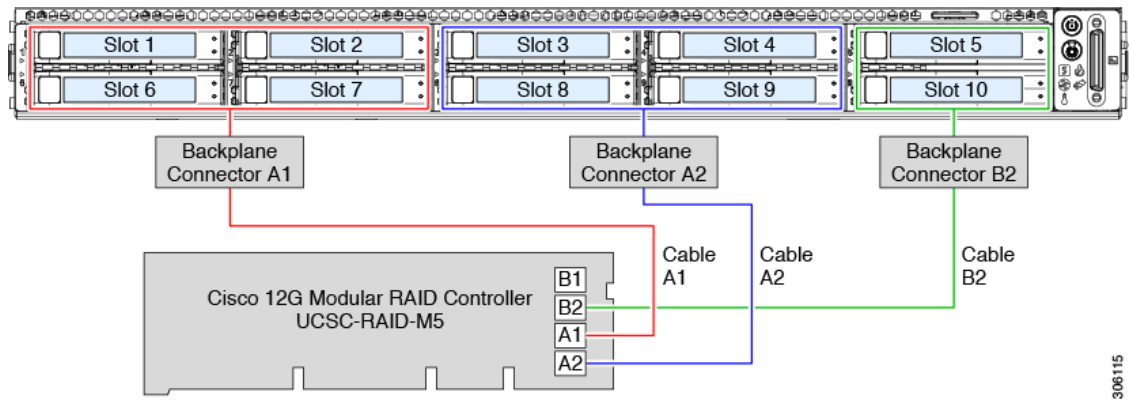 Slot 1
Slot 2
Slot 3
Slot 4
Slot 5
Slot 6
Slot 7
Slot 8
Slot 9
Slot 10
Backplane
Connector A1
Backplane
Connector A2
Backplane
Connector B2
Cable
A1
Cable
A2
Cable
B2
Cisco 12G Modular RAID Controller
UCSC-RAID-M5
B1
B2
A1
A2
306115